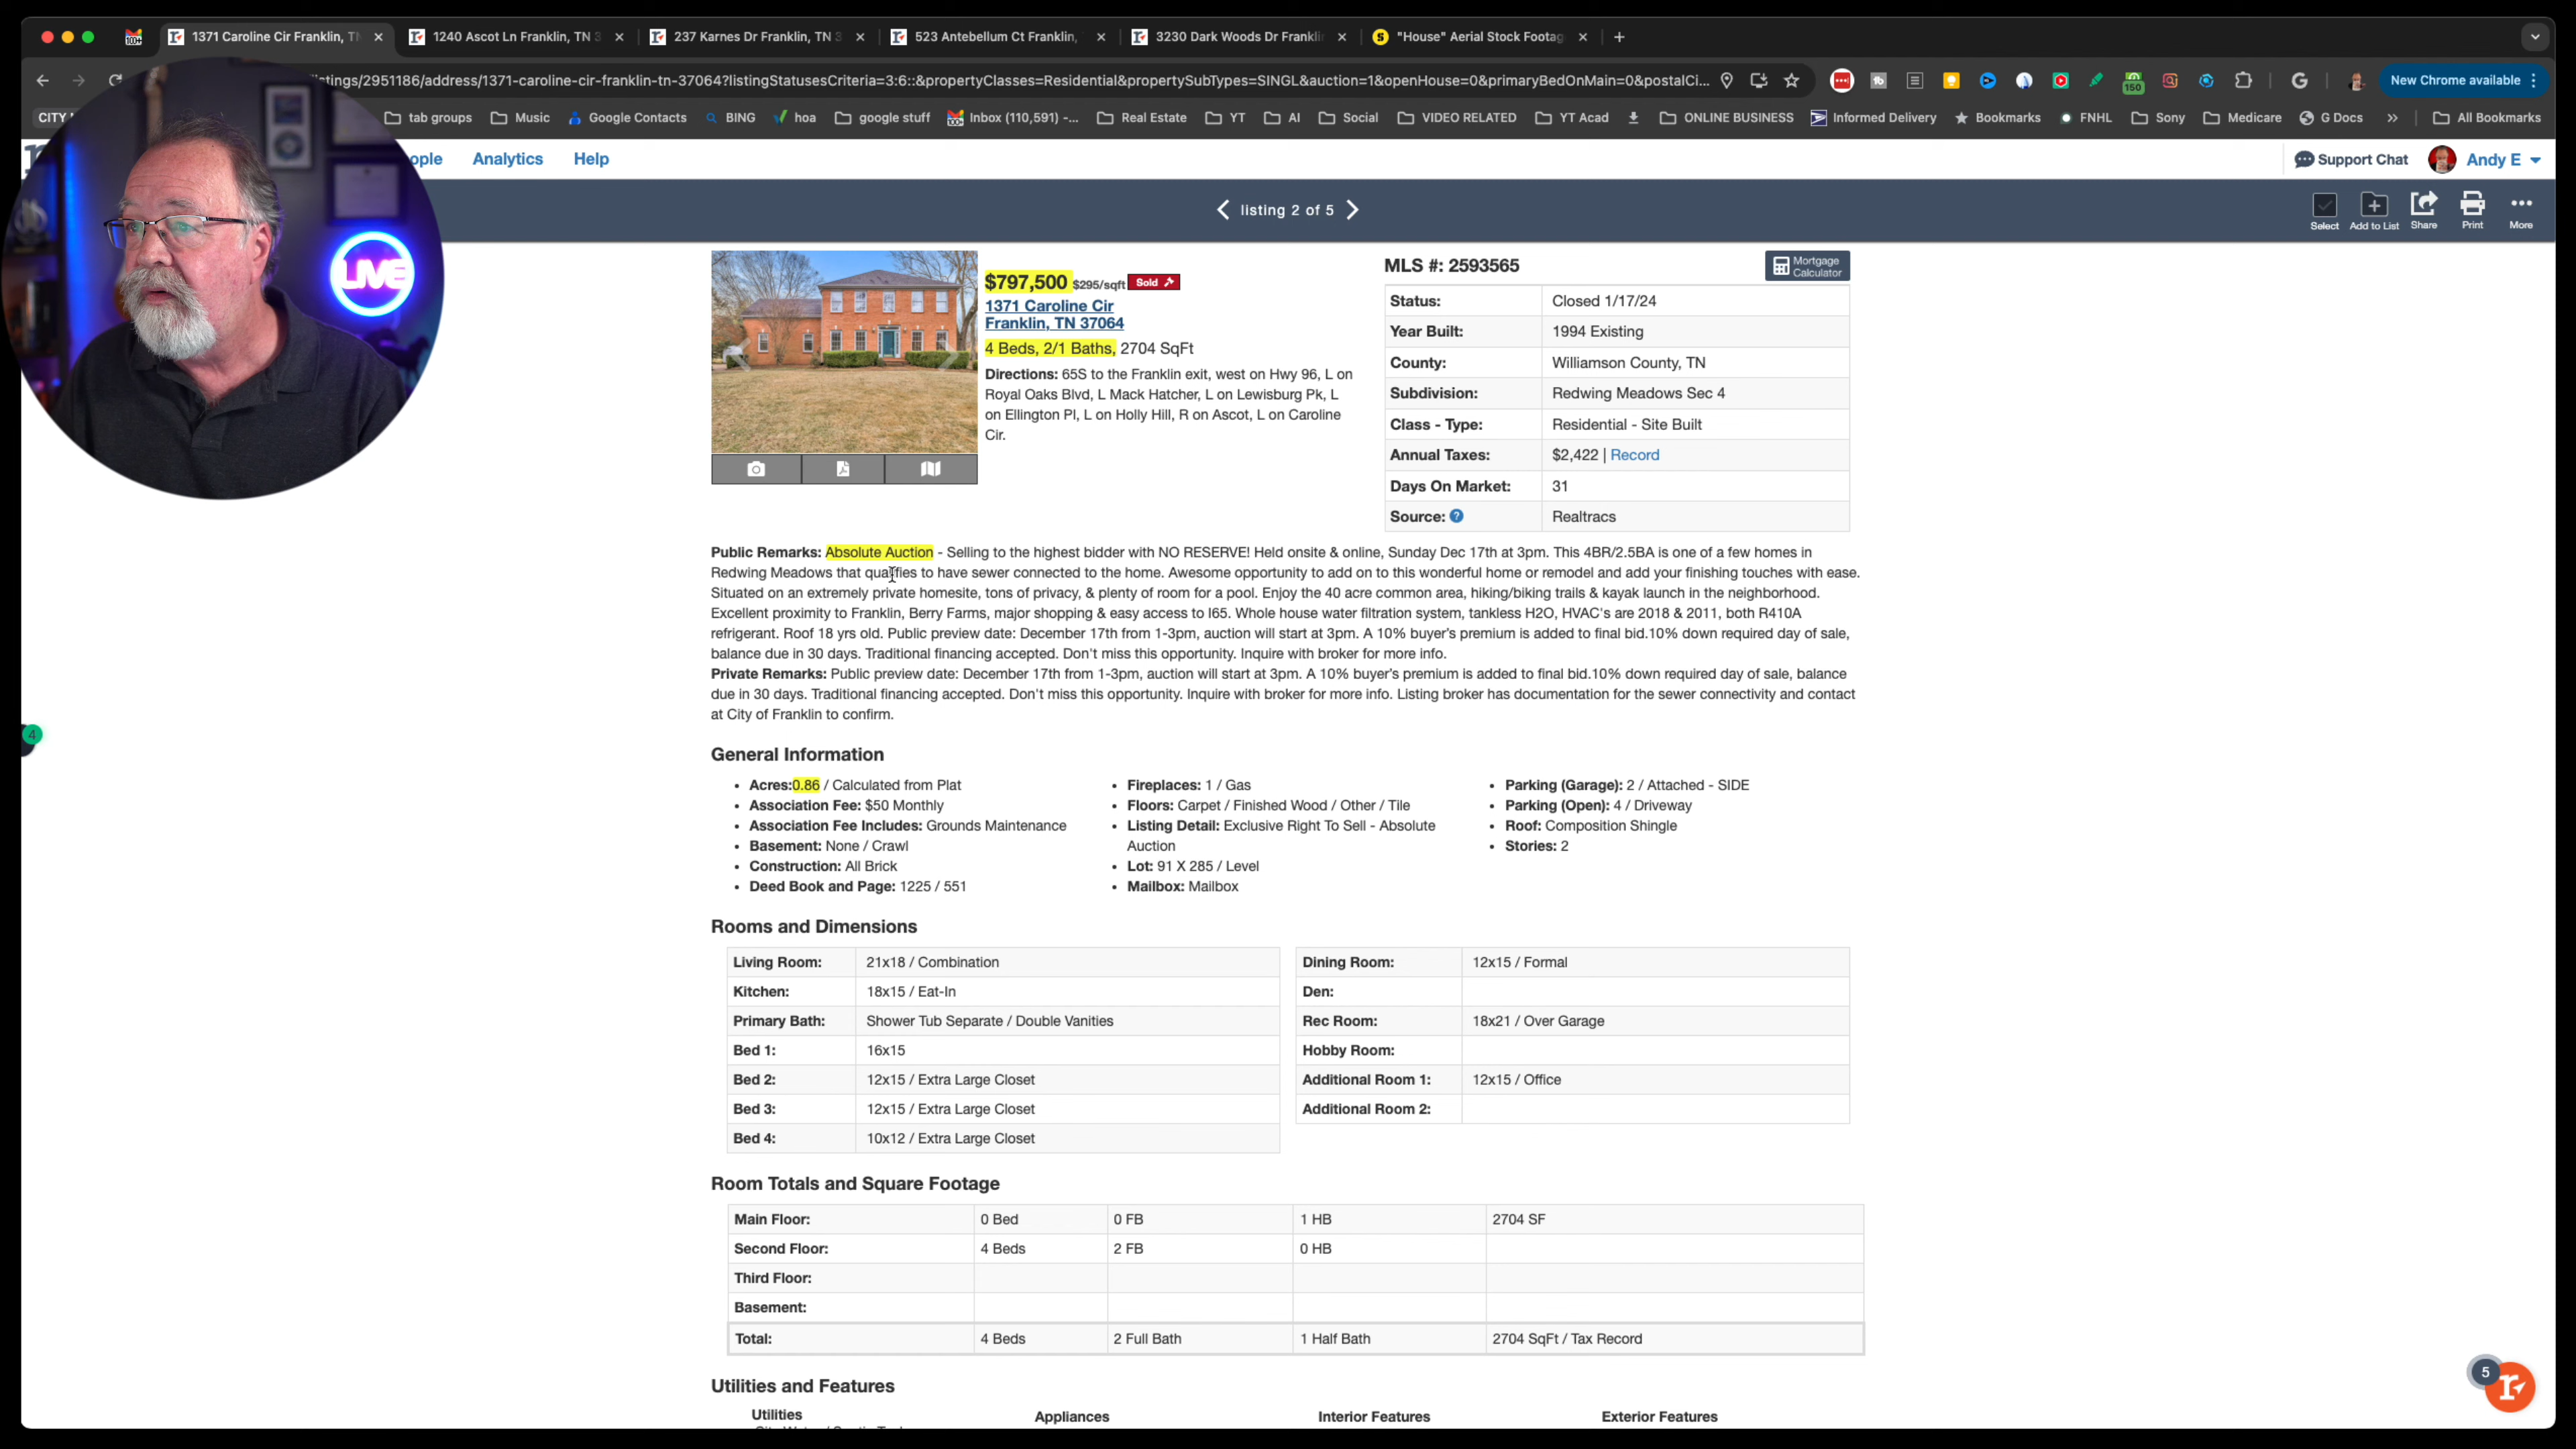 1371 Caroline Cir Franklin, TN
1240 Ascot Ln Franklin, TN 3
237 Karnes Dr Franklin, TN 3
523 Antebellum Ct Franklin,
3230 Dark Woods Dr Frankli
"House" Aerial Stock Footag
listings/2951186/address/1371-caroline-cir-franklin-tn-37064?listingStatusesCriteria=3:6::&propertyClasses=Residential&propertySubTypes=SINGL&auction=1&openHouse=0&primaryBedOnMain=0&postalCi...
150
New Chrome available
CITY
tab groups
Music
Google Contacts
BING
hoa
google stuff
Inbox (110,591) -...
Real Estate
YT
AI
Social
VIDEO RELATED
YT Acad
ONLINE BUSINESS
Informed Delivery
Bookmarks
FNHL
Sony
Medicare
G Docs
All Bookmarks
ople
Analytics
Help
Support Chat
Andy E
listing 2 of 5
Select
Add to List
Share
Print
More
LIVE
$797,500 $295/sqft Sold
1371 Caroline Cir
Franklin, TN 37064
4 Beds, 2/1 Baths, 2704 SqFt
Directions: 65S to the Franklin exit, west on Hwy 96, L on
Royal Oaks Blvd, L Mack Hatcher, L on Lewisburg Pk, L
on Ellington Pl, L on Holly Hill, R on Ascot, L on Caroline
Cir.
MLS #: 2593565
Mortgage
Calculator
Status: Closed 1/17/24
Year Built: 1994 Existing
County: Williamson County, TN
Subdivision: Redwing Meadows Sec 4
Class - Type: Residential - Site Built
Annual Taxes: $2,422 | Record
Days On Market: 31
Source: ? Realtracs
Public Remarks: Absolute Auction - Selling to the highest bidder with NO RESERVE! Held onsite & online, Sunday Dec 17th at 3pm. This 4BR/2.5BA is one of a few homes in
Redwing Meadows that qualifies to have sewer connected to the home. Awesome opportunity to add on to this wonderful home or remodel and add your finishing touches with ease.
Situated on an extremely private homesite, tons of privacy, & plenty of room for a pool. Enjoy the 40 acre common area, hiking/biking trails & kayak launch in the neighborhood.
Excellent proximity to Franklin, Berry Farms, major shopping & easy access to I65. Whole house water filtration system, tankless H2O, HVAC's are 2018 & 2011, both R410A
refrigerant. Roof 18 yrs old. Public preview date: December 17th from 1-3pm, auction will start at 3pm. A 10% buyer's premium is added to final bid.10% down required day of sale,
balance due in 30 days. Traditional financing accepted. Don't miss this opportunity. Inquire with broker for more info.
Private Remarks: Public preview date: December 17th from 1-3pm, auction will start at 3pm. A 10% buyer's premium is added to final bid.10% down required day of sale, balance
due in 30 days. Traditional financing accepted. Don't miss this opportunity. Inquire with broker for more info. Listing broker has documentation for the sewer connectivity and contact
at City of Franklin to confirm.
4
General Information
Acres:0.86 / Calculated from Plat
Association Fee: $50 Monthly
Association Fee Includes: Grounds Maintenance
Basement: None / Crawl
Construction: All Brick
Deed Book and Page: 1225 / 551
Fireplaces: 1 / Gas
Floors: Carpet / Finished Wood / Other / Tile
Listing Detail: Exclusive Right To Sell - Absolute
Auction
Lot: 91 X 285 / Level
Mailbox: Mailbox
Parking (Garage): 2 / Attached - SIDE
Parking (Open): 4 / Driveway
Roof: Composition Shingle
Stories: 2
Rooms and Dimensions
Living Room: 21x18 / Combination
Kitchen: 18x15 / Eat-In
Primary Bath: Shower Tub Separate / Double Vanities
Bed 1: 16x15
Bed 2: 12x15 / Extra Large Closet
Bed 3: 12x15 / Extra Large Closet
Bed 4: 10x12 / Extra Large Closet
Dining Room: 12x15 / Formal
Den:
Rec Room: 18x21 / Over Garage
Hobby Room:
Additional Room 1: 12x15 / Office
Additional Room 2:
Room Totals and Square Footage
Main Floor: 0 Bed 0 FB 1 HB 2704 SF
Second Floor: 4 Beds 2 FB 0 HB
Third Floor:
Basement:
Total: 4 Beds 2 Full Bath 1 Half Bath 2704 SqFt / Tax Record
5
Utilities and Features
Utilities Appliances Interior Features Exterior Features